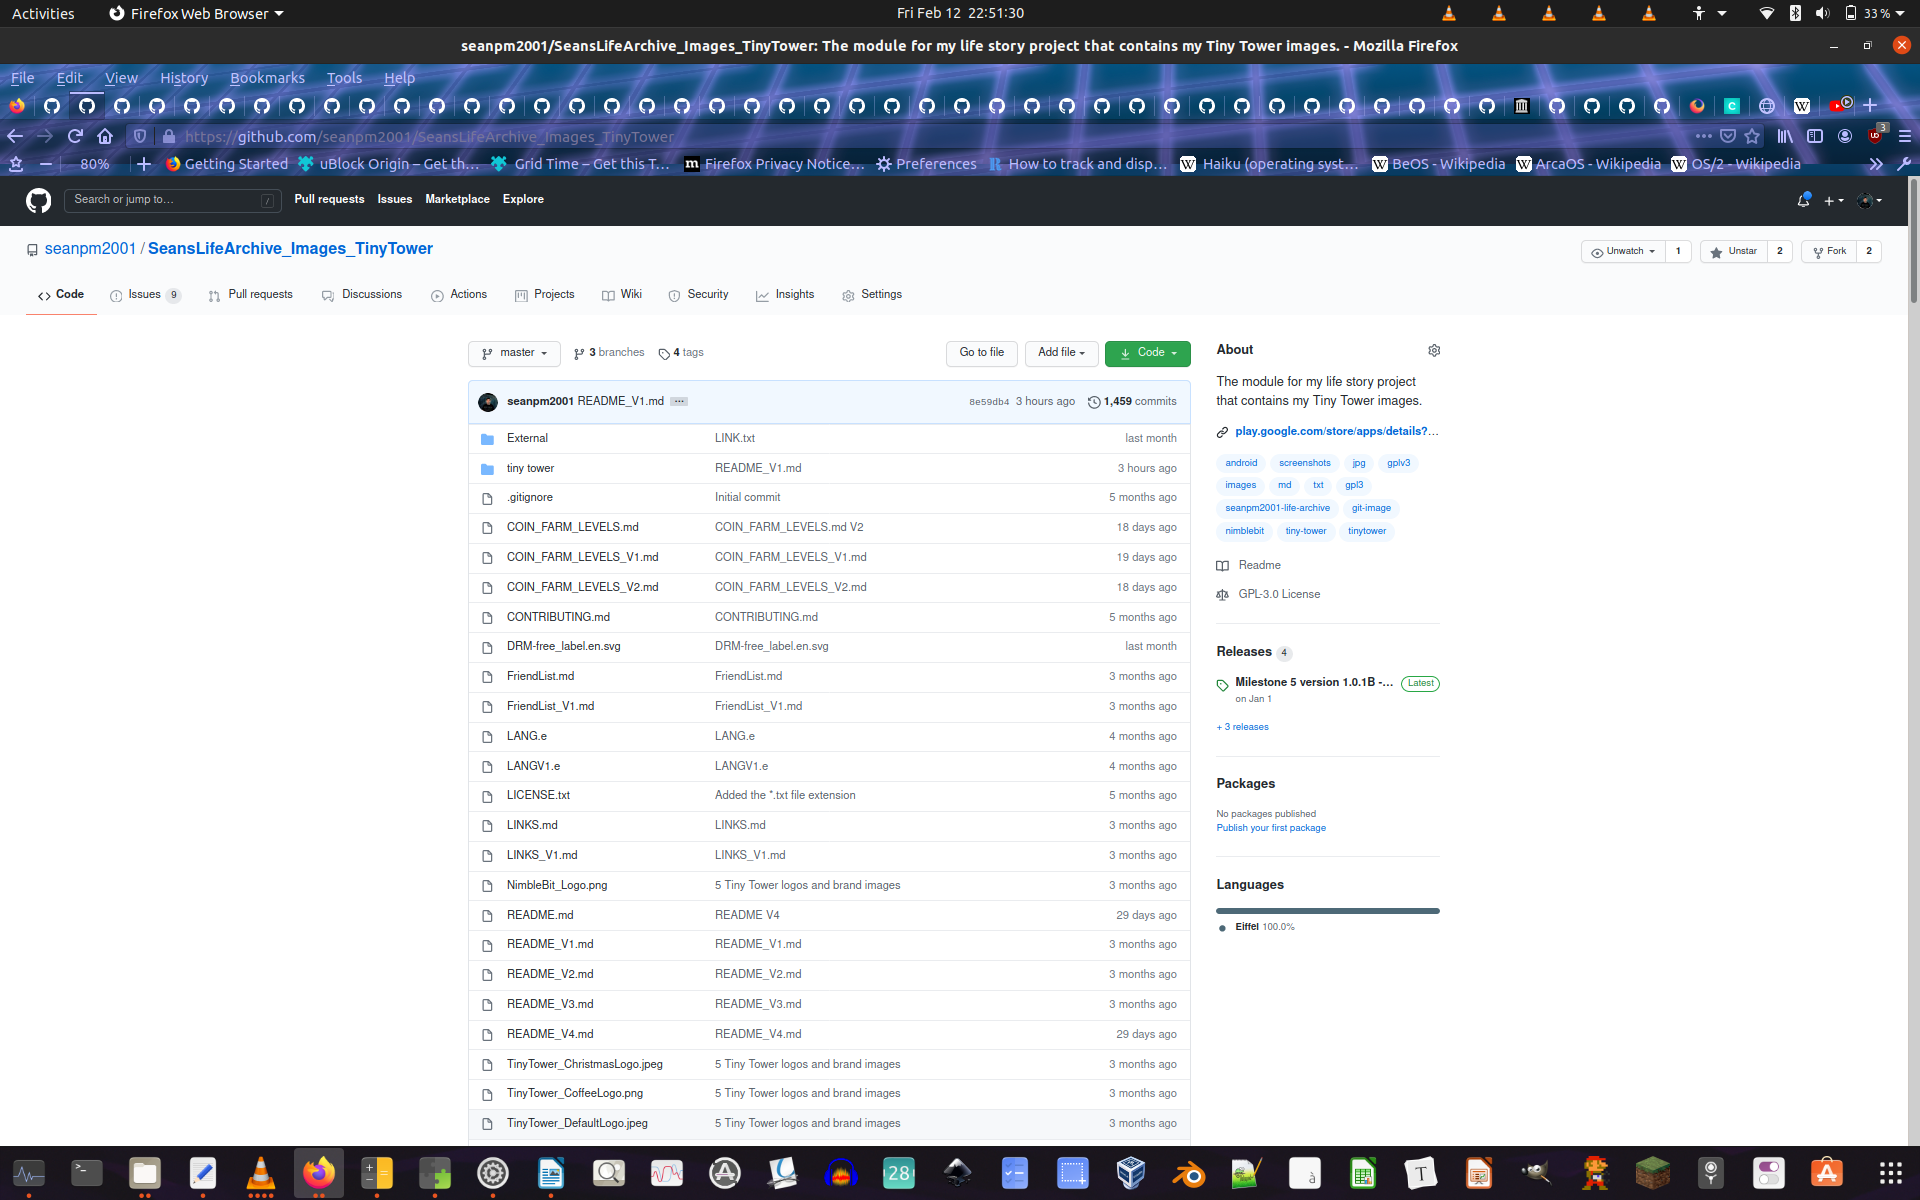 Activities Firefox Web Browser Fri Feb 12 22:51:30 33 %
seanpm2001/SeansLifeArchive_Images_TinyTower: The module for my life story project that contains my Tiny Tower images. - Mozilla Firefox
File Edit View History Bookmarks Tools Help
https://github.com/seanpm2001/SeansLifeArchive_Images_TinyTower 3
80% Getting Started uBlock Origin – Get th… Grid Time – Get this T… Firefox Privacy Notice… Preferences How to track and disp… Haiku (operating syst… BeOS - Wikipedia ArcaOS - Wikipedia OS/2 - Wikipedia
Search or jump to… / Pull requests Issues Marketplace Explore
seanpm2001 / SeansLifeArchive_Images_TinyTower Unwatch 1 Unstar 2 Fork 2
Code Issues 9 Pull requests Discussions Actions Projects Wiki Security Insights Settings
master 3 branches 4 tags Go to file Add file Code
seanpm2001 README_V1.md ... 8e59db4 3 hours ago 1,459 commits
External LINK.txt last month
tiny tower README_V1.md 3 hours ago
.gitignore Initial commit 5 months ago
COIN_FARM_LEVELS.md COIN_FARM_LEVELS.md V2 18 days ago
COIN_FARM_LEVELS_V1.md COIN_FARM_LEVELS_V1.md 19 days ago
COIN_FARM_LEVELS_V2.md COIN_FARM_LEVELS_V2.md 18 days ago
CONTRIBUTING.md CONTRIBUTING.md 5 months ago
DRM-free_label.en.svg DRM-free_label.en.svg last month
FriendList.md FriendList.md 3 months ago
FriendList_V1.md FriendList_V1.md 3 months ago
LANG.e LANG.e 4 months ago
LANGV1.e LANGV1.e 4 months ago
LICENSE.txt Added the *.txt file extension 5 months ago
LINKS.md LINKS.md 3 months ago
LINKS_V1.md LINKS_V1.md 3 months ago
NimbleBit_Logo.png 5 Tiny Tower logos and brand images 3 months ago
README.md README V4 29 days ago
README_V1.md README_V1.md 3 months ago
README_V2.md README_V2.md 3 months ago
README_V3.md README_V3.md 3 months ago
README_V4.md README_V4.md 29 days ago
TinyTower_ChristmasLogo.jpeg 5 Tiny Tower logos and brand images 3 months ago
TinyTower_CoffeeLogo.png 5 Tiny Tower logos and brand images 3 months ago
TinyTower_DefaultLogo.jpeg 5 Tiny Tower logos and brand images 3 months ago
About
The module for my life story project
that contains my Tiny Tower images.
play.google.com/store/apps/details?…
android screenshots jpg gplv3
images md txt gpl3
seanpm2001-life-archive git-image
nimblebit tiny-tower tinytower
Readme
GPL-3.0 License
Releases 4
Milestone 5 version 1.0.1B -… Latest
on Jan 1
+ 3 releases
Packages
No packages published
Publish your first package
Languages
Eiffel 100.0%
28